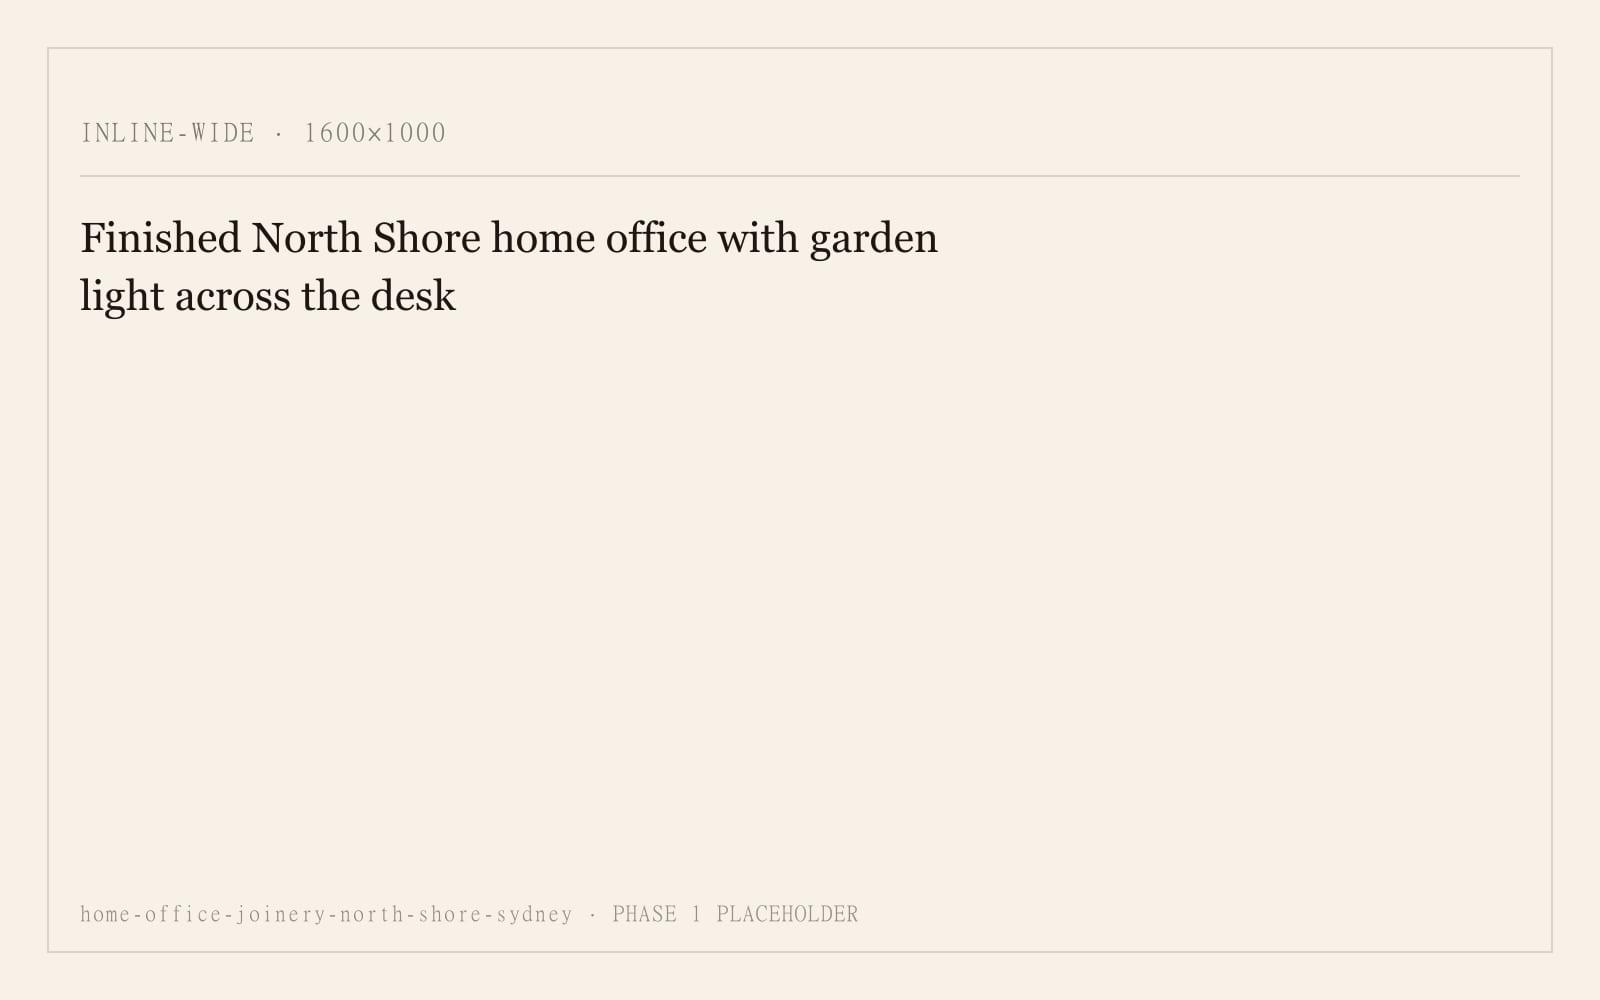 INLINE-WIDE · 1600×1000
Finished North Shore home office with garden
light across the desk
home-office-joinery-north-shore-sydney · PHASE 1 PLACEHOLDER